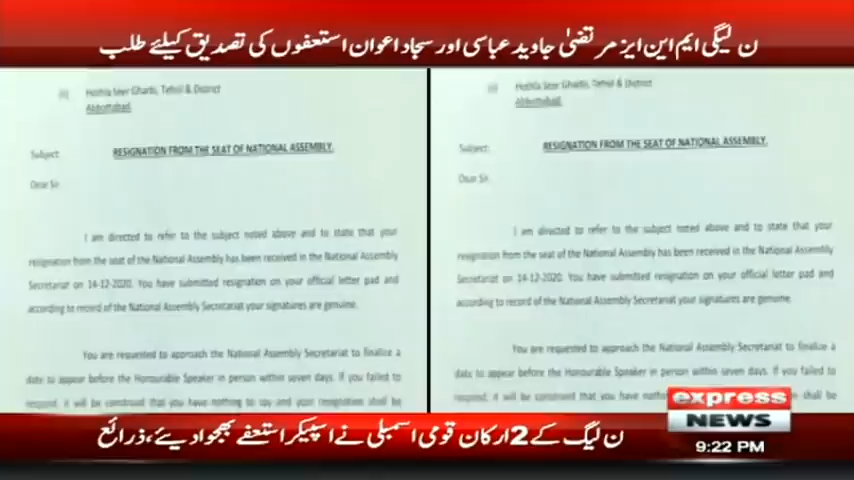 ن لیگی ایم این ایز مرتضیٰ جاوید عباسی اور سجاد اعوان استعفوں کی تصدیق کیلئے طلب
Hothla Seer Gharbi, Tehsil & District
Abbottabad.
Subject: RESIGNATION FROM THE SEAT OF NATIONAL ASSEMBLY.
Dear Sir
I am directed to refer to the subject noted above and to state that your
resignation from the seat of the National Assembly has been received in the National Assembly
Secretariat on 14-12-2020. You have submitted resignation on your official letter pad and
according to record of the National Assembly Secretariat your signatures are genuine.
You are requested to approach the National Assembly Secretariat to finalize a
date to appear before the Honourable Speaker in person within seven days. If you failed to
respond, it will be construed that you have nothing to say and your resignation shall be
Hothla Seer Gharbi, Tehsil & District
Abbottabad.
Subject: RESIGNATION FROM THE SEAT OF NATIONAL ASSEMBLY.
Dear Sir
I am directed to refer to the subject noted above and to state that your
resignation from the seat of the National Assembly has been received in the National Assembly
Secretariat on 14-12-2020. You have submitted resignation on your official letter pad and
according to record of the National Assembly Secretariat your signatures are genuine.
You are requested to approach the National Assembly Secretariat to finalize a
date to appear before the Honourable Speaker in person within seven days. If you failed to
respond, it will be construed that you have shall be
express
NEWS
9:22 PM
ن لیگ کے 2 ارکان قومی اسمبلی نے اسپیکر استعفے بھجوا دیئے، ذرائع